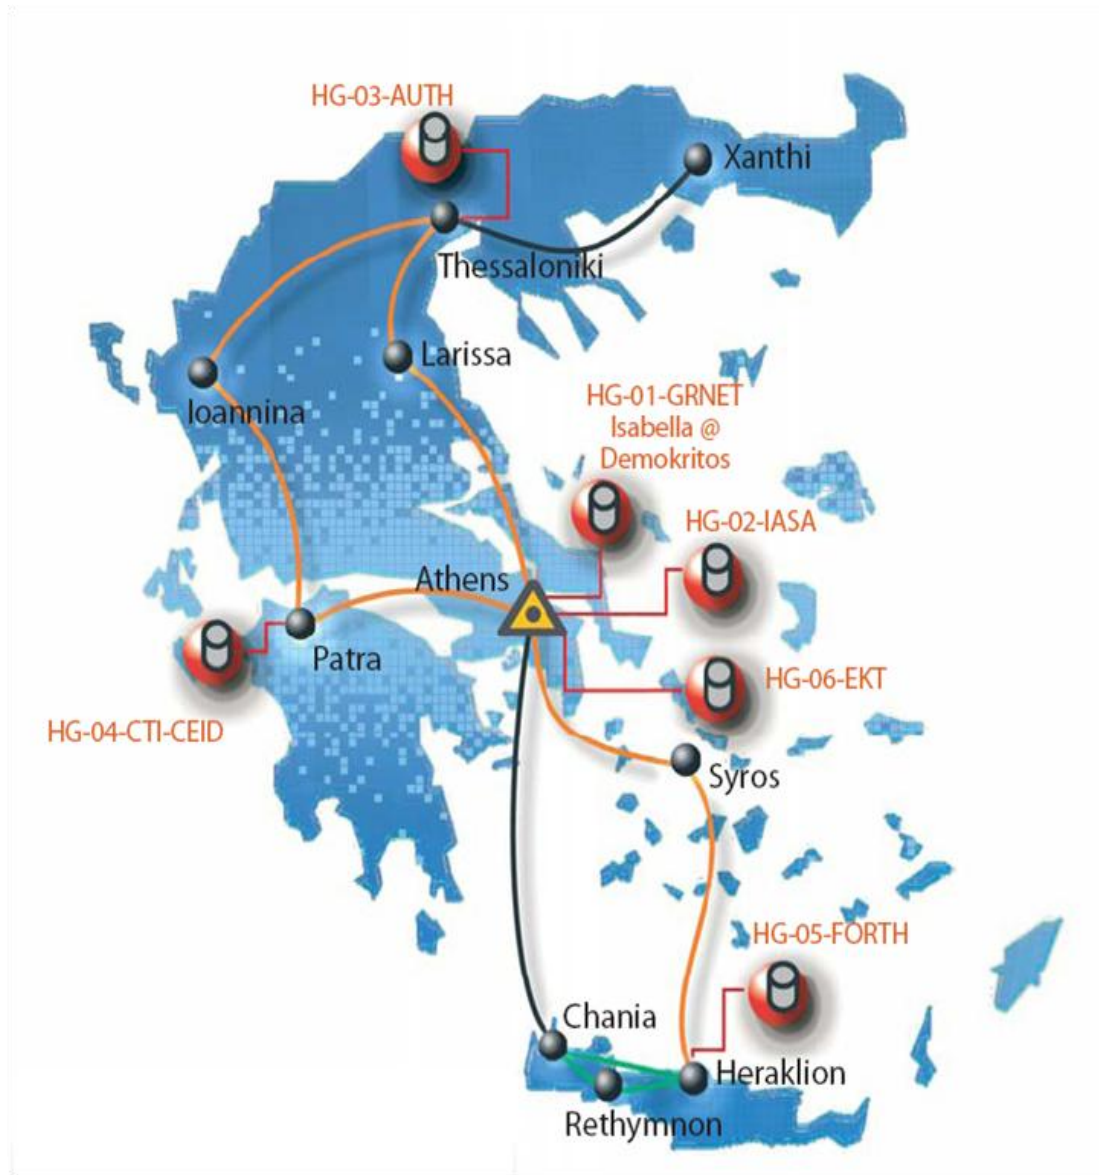 HG-03-AUTH
Xanthi
Thessaloniki
Larissa
Ioannina
HG-01-GRNET
Isabella @
Demokritos
HG-02-IASA
Athens
Patra
HG-06-EKT
HG-04-CTI-CEID
Syros
HG-05-FORTH
Chania
Heraklion
Rethymnon